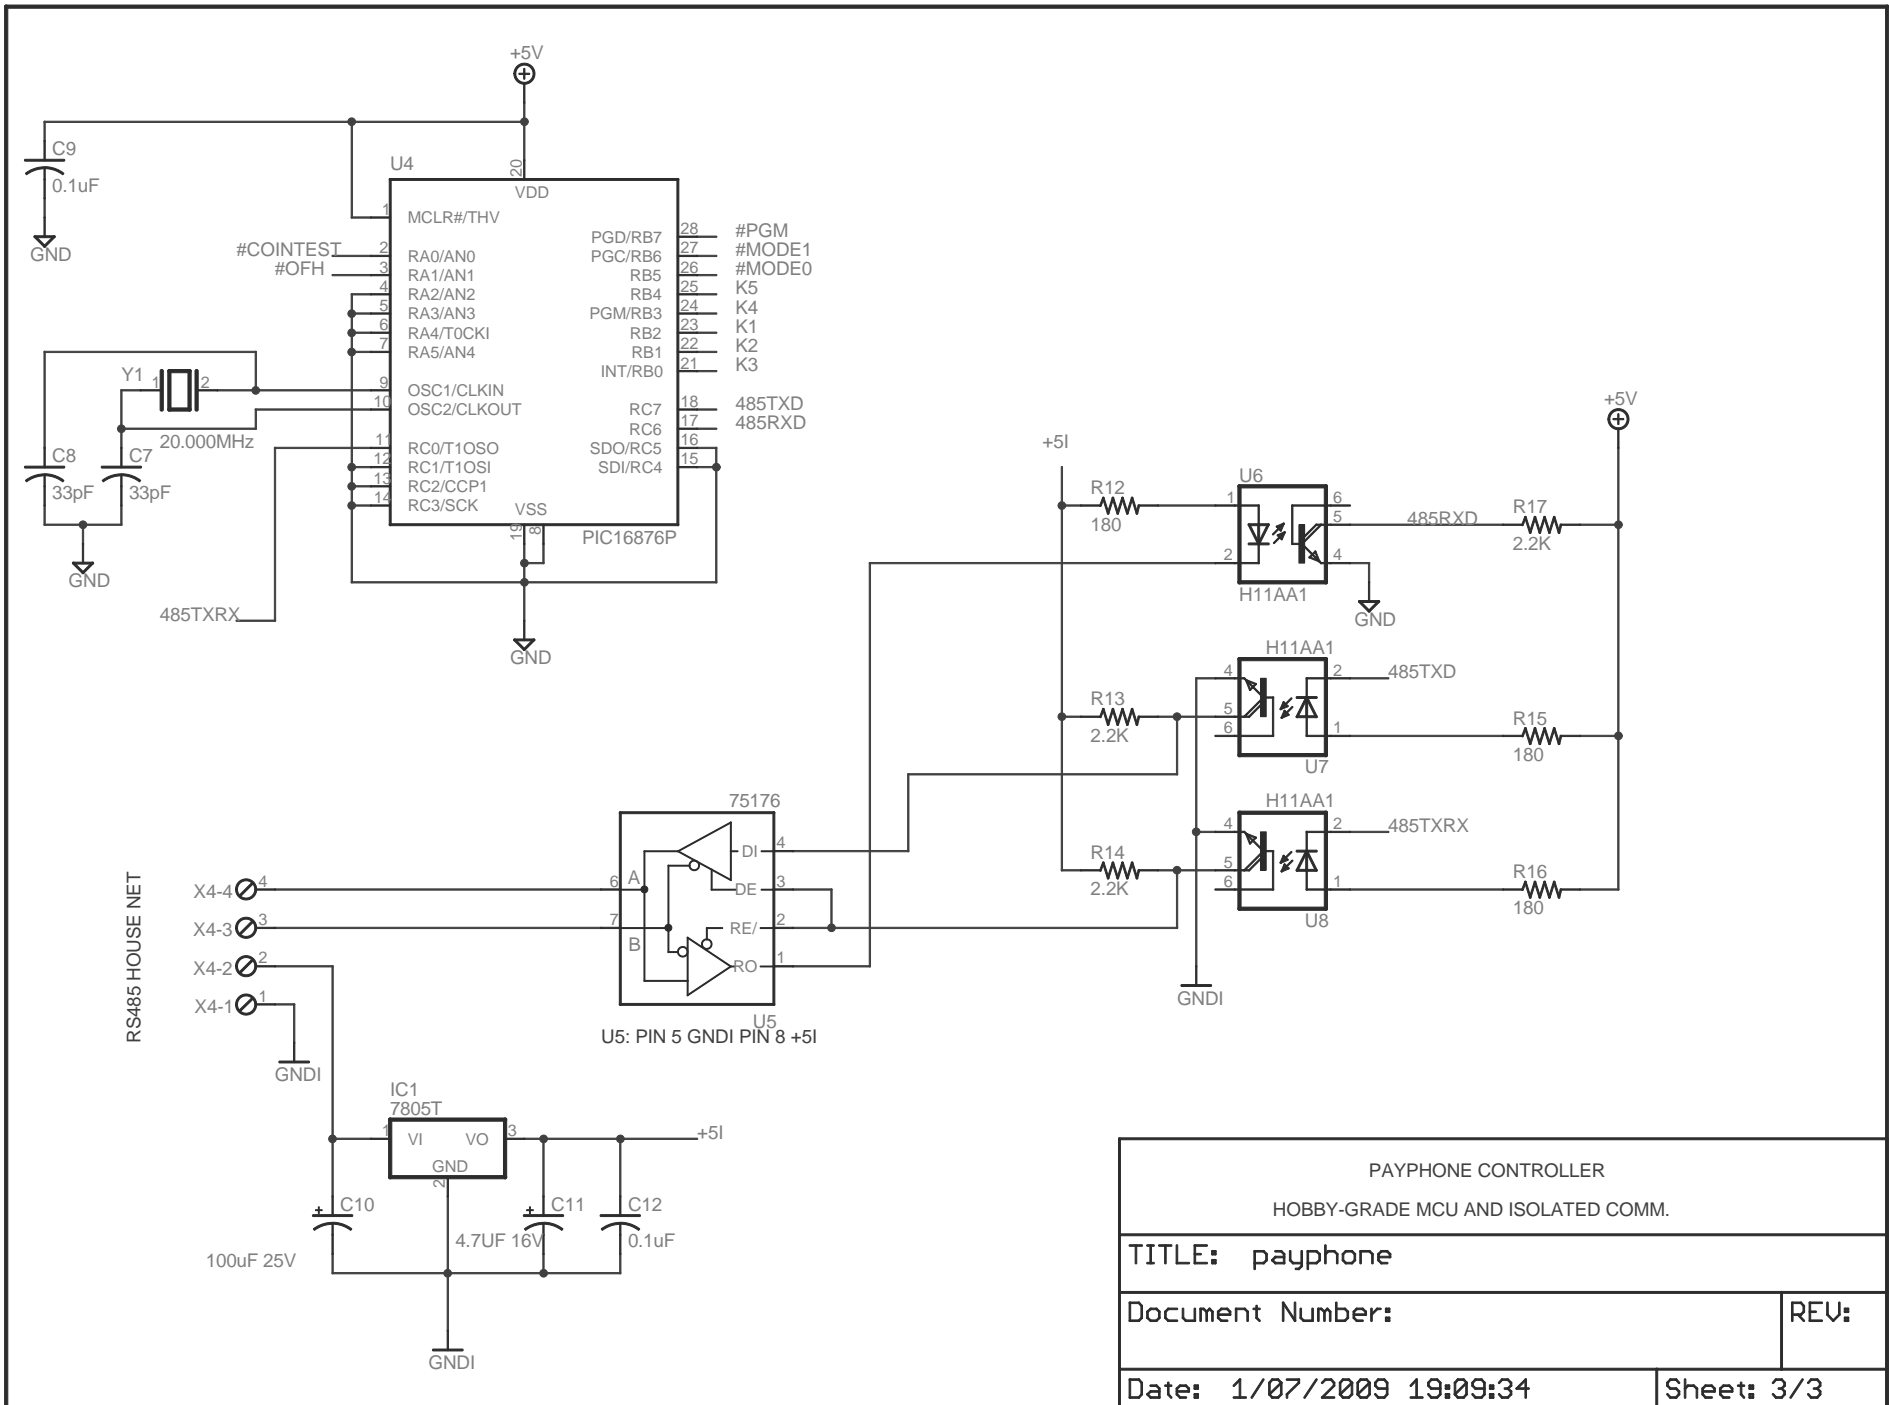 +5V
C9
0.1uF
GND
U4
20
VDD
1
MCLR#/THV
#COINTEST
2
RA0/AN0
#OFH
3
RA1/AN1
4
RA2/AN2
5
RA3/AN3
6
RA4/T0CKI
7
RA5/AN4
9
OSC1/CLKIN
10
OSC2/CLKOUT
11
RC0/T1OSO
12
RC1/T1OSI
13
RC2/CCP1
14
RC3/SCK
PGD/RB7
28
#PGM
PGC/RB6
27
#MODE1
RB5
26
#MODE0
RB4
25
K5
PGM/RB3
24
K4
RB2
23
K1
RB1
22
K2
INT/RB0
21
K3
RC7
18
485TXD
RC6
17
485RXD
SDO/RC5
16
SDI/RC4
15
VSS
19
8
PIC16876P
GND
Y1
1
2
20.000MHz
C8
33pF
C7
33pF
GND
485TXRX
+5I
+5V
R12
180
U6
1
2
6
5
4
H11AA1
485RXD
R17
2.2K
GND
H11AA1
4
5
6
2
1
U7
485TXD
R13
2.2K
R15
180
H11AA1
4
5
6
2
1
U8
485TXRX
R14
2.2K
R16
180
GNDI
75176
DI
4
DE
3
RE/
2
RO
1
6
A
7
B
U5
U5: PIN 5 GNDI PIN 8 +5I
RS485 HOUSE NET
X4-4
4
X4-3
3
X4-2
2
X4-1
1
GNDI
IC1
7805T
1
VI
VO
3
GND
2
+5I
+
C10
100uF 25V
+
C11
4.7UF 16V
C12
0.1uF
GNDI
PAYPHONE CONTROLLER
HOBBY-GRADE MCU AND ISOLATED COMM.
TITLE: payphone
Document Number:
REV:
Date: 1/07/2009 19:09:34
Sheet: 3/3